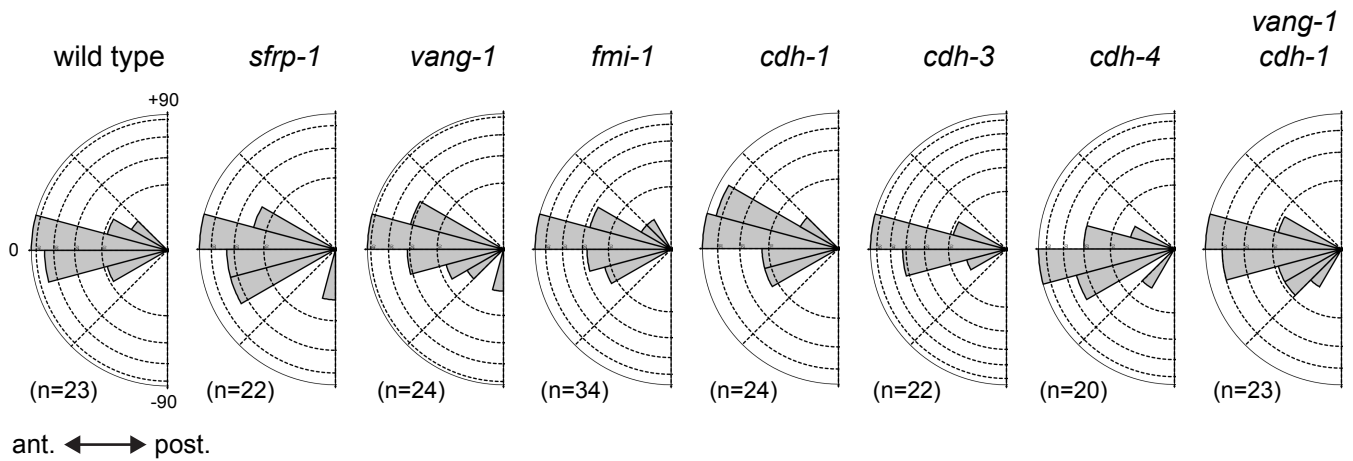 vang-1
wild type sfrp-1 vang-1 fmi-1 cdh-1 cdh-3 cdh-4 cdh-1
+90
0
(n=23) (n=22) (n=24) (n=34) (n=24) (n=22) (n=20) (n=23)
-90
ant. post.